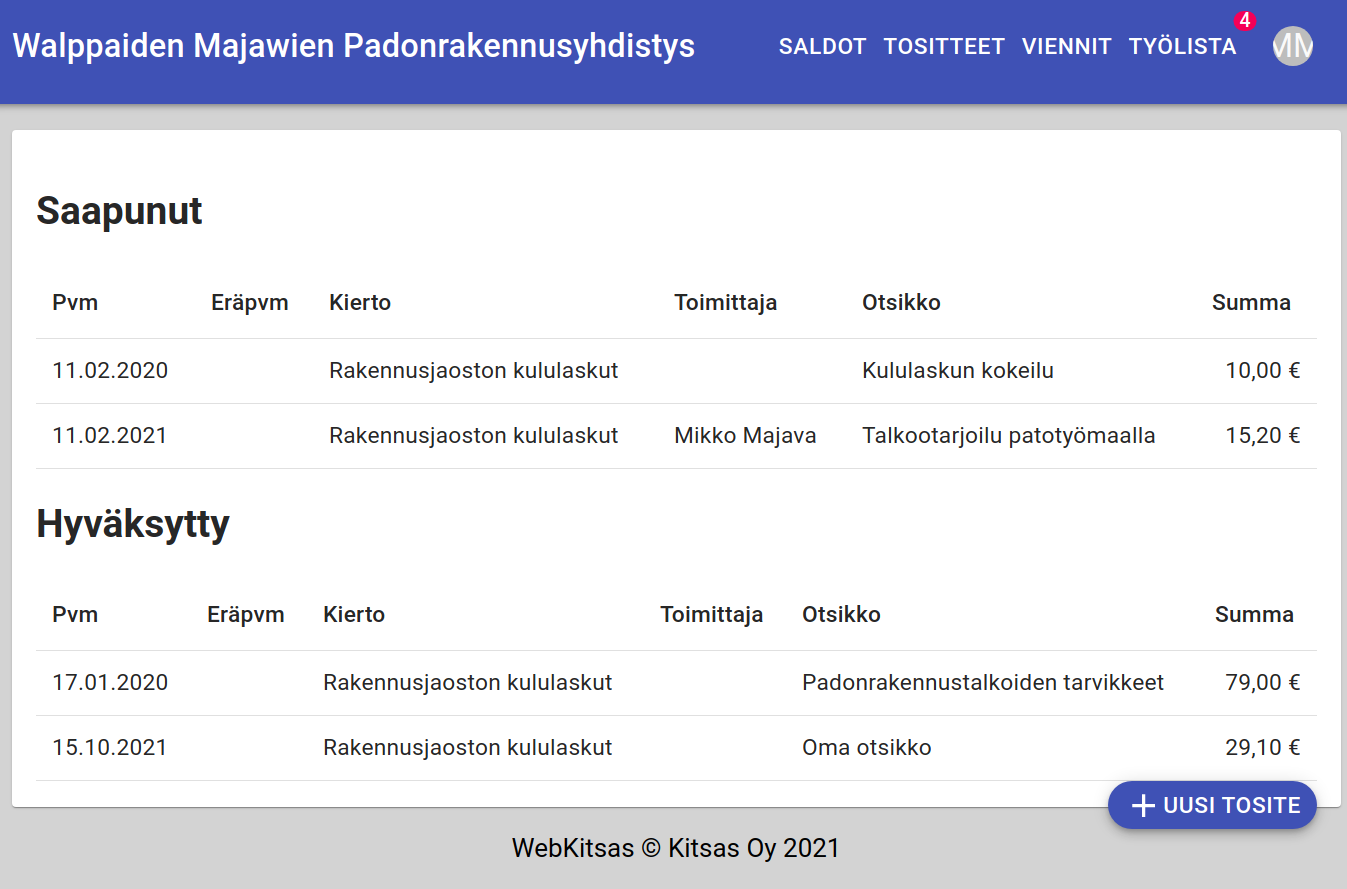 Walppaiden Majawien Padonrakennusyhdistys SALDOT TOSITTEET VIENNIT TYÖLISTA 4 MM
Saapunut
Pvm Eräpvm Kierto Toimittaja Otsikko Summa
11.02.2020 Rakennusjaoston kululaskut Kululaskun kokeilu 10,00 €
11.02.2021 Rakennusjaoston kululaskut Mikko Majava Talkootarjoilu patotyömaalla 15,20 €
Hyväksytty
Pvm Eräpvm Kierto Toimittaja Otsikko Summa
17.01.2020 Rakennusjaoston kululaskut Padonrakennustalkoiden tarvikkeet 79,00 €
15.10.2021 Rakennusjaoston kululaskut Oma otsikko 29,10 €
+ UUSI TOSITE
WebKitsas © Kitsas Oy 2021